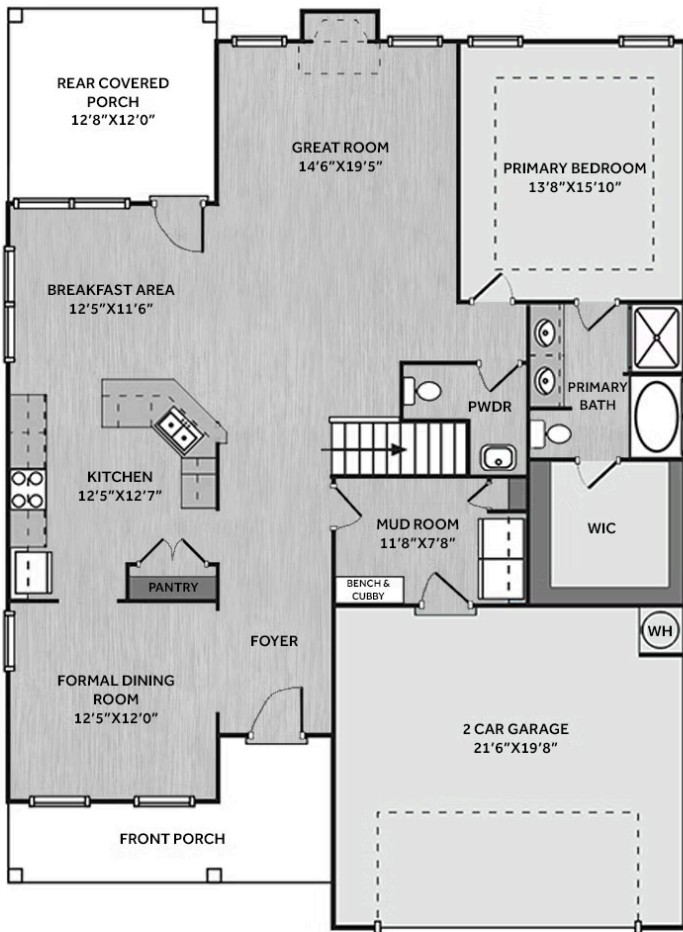 REAR COVERED
PORCH
12'8"X12'0"
GREAT ROOM
14'6"X19'5"
PRIMARY BEDROOM
13'8"X15'10"
BREAKFAST AREA
12'5"X11'6"
PRIMARY
BATH
PWDR
KITCHEN
12'5"X12'7"
MUD ROOM
11'8"X7'8"
WIC
PANTRY
BENCH &
CUBBY
FOYER
WH
FORMAL DINING
ROOM
12'5"X12'0"
2 CAR GARAGE
21'6"X19'8"
FRONT PORCH